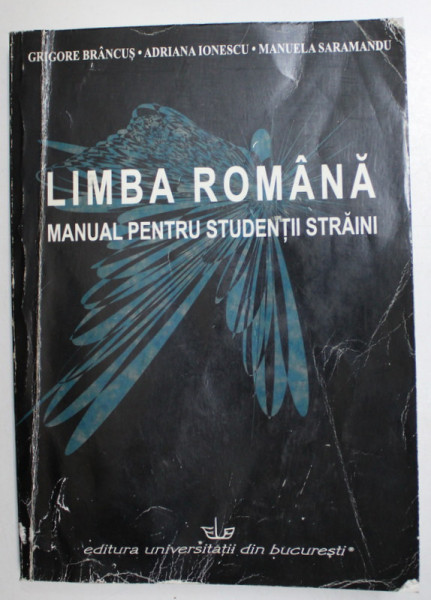 GRIGORE BRÂNCUȘ • ADRIANA IONESCU • MANUELA SARAMANDU
LIMBA ROMÂNĂ
MANUAL PENTRU STUDENȚII STRĂINI
editura universității din bucurești®